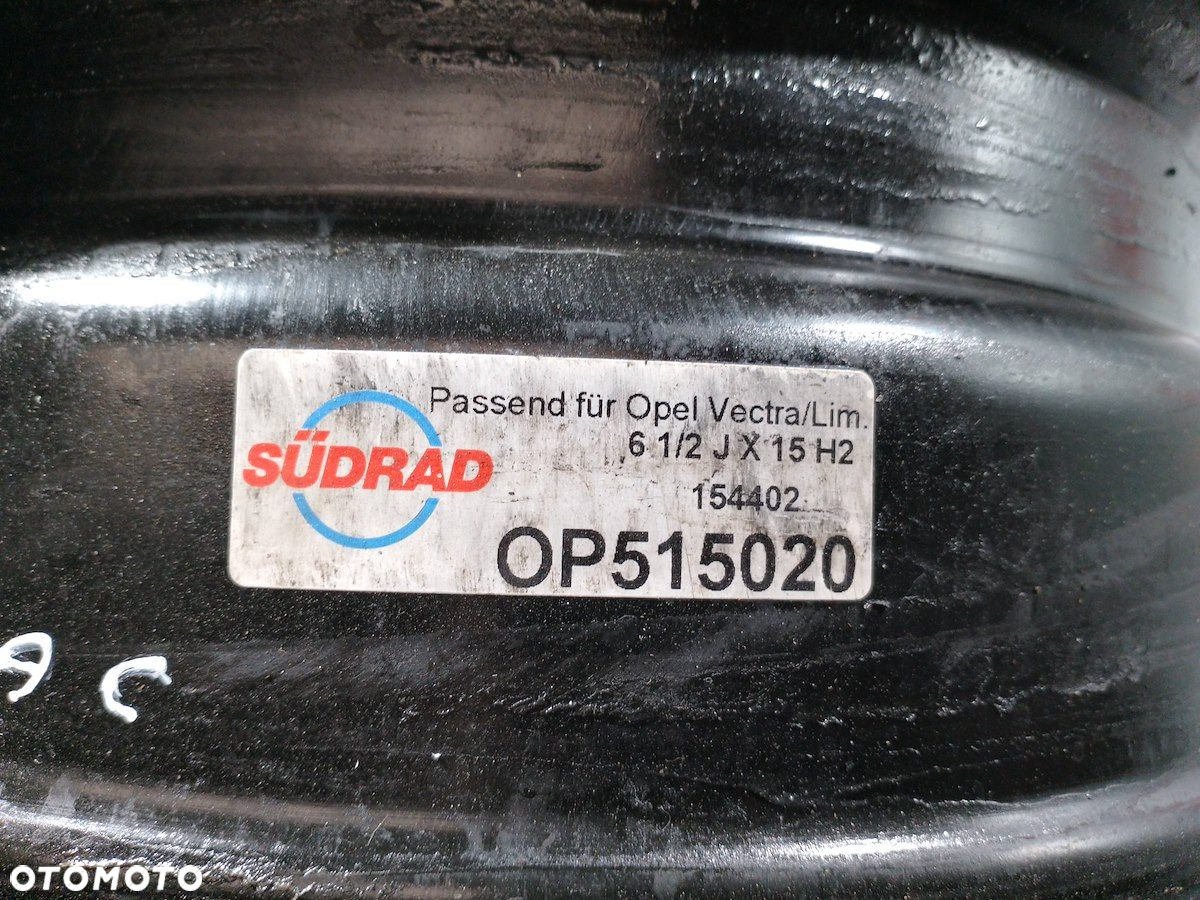 Passend für Opel Vectra/Lim.
6 1/2 J X 15 H2
SÜDRAD
154402
OP515020
A C
OTOMOTO